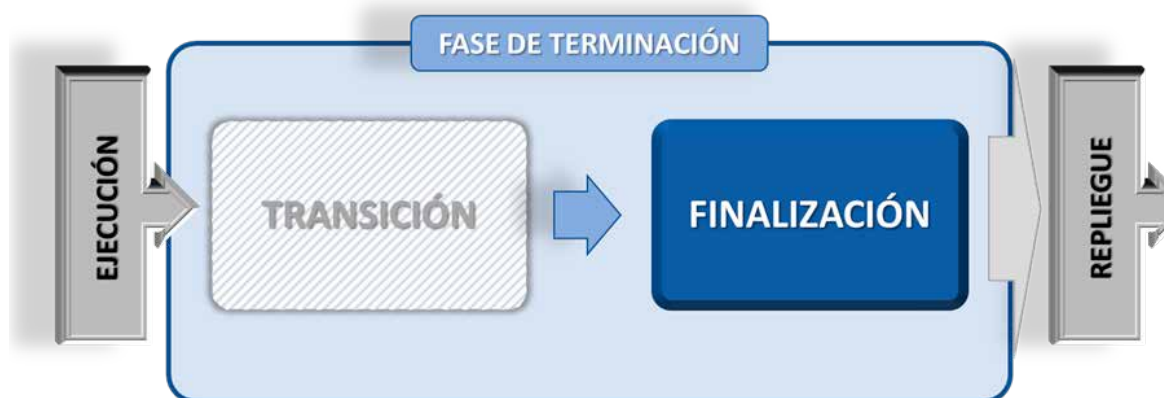 FASE DE TERMINACIÓN
EJECUCIÓN
TRANSICIÓN
FINALIZACIÓN
REPLIEGUE